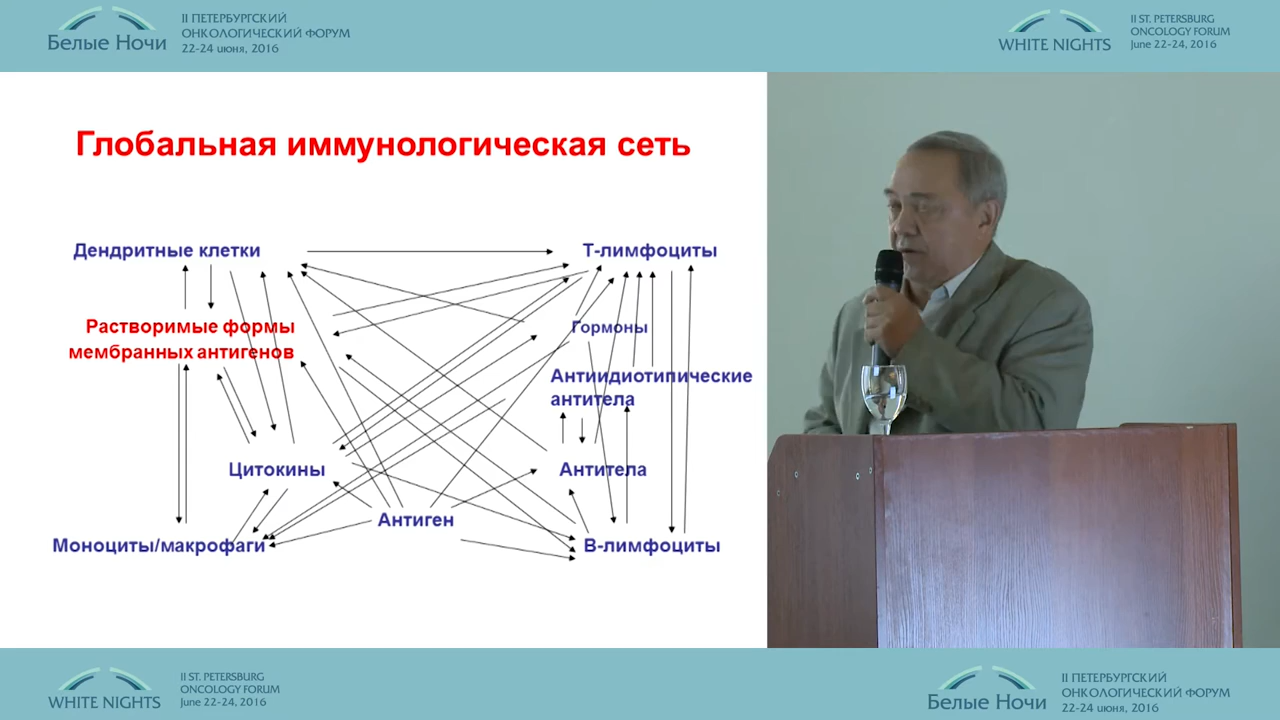 Белые Ночи
II ПЕТЕРБУРГСКИЙ
ОНКОЛОГИЧЕСКИЙ ФОРУМ
22-24 июня, 2016
WHITE NIGHTS
II ST. PETERSBURG
ONCOLOGY FORUM
June 22-24, 2016
Глобальная иммунологическая сеть
Дендритные клетки
Т-лимфоциты
Растворимые формы
мембранных антигенов
Гормоны
Антиидиотипические
антитела
Цитокины
Антитела
Антиген
Моноциты/макрофаги
В-лимфоциты
WHITE NIGHTS
II ST. PETERSBURG
ONCOLOGY FORUM
June 22-24, 2016
Белые Ночи
II ПЕТЕРБУРГСКИЙ
ОНКОЛОГИЧЕСКИЙ ФОРУМ
22-24 июня, 2016